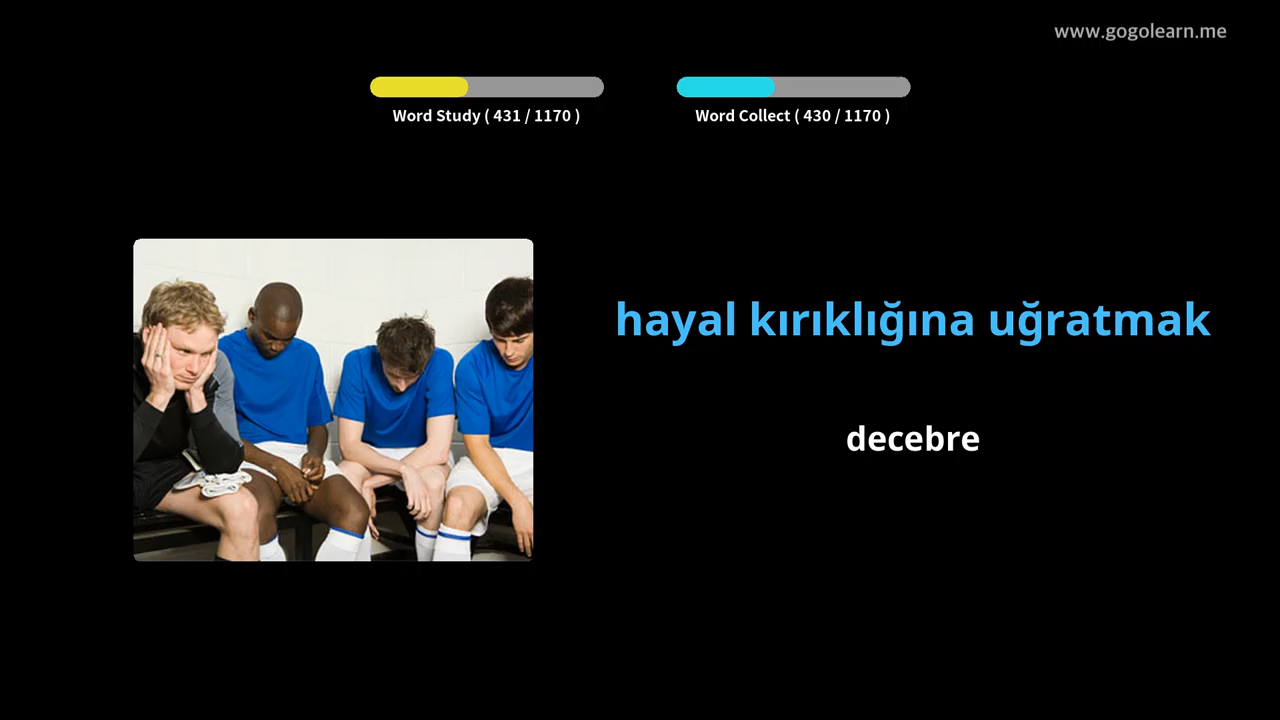 www.gogolearn.me
Word Study ( 431 / 1170 )
Word Collect ( 430 / 1170 )
hayal kırıklığına uğratmak
decebre